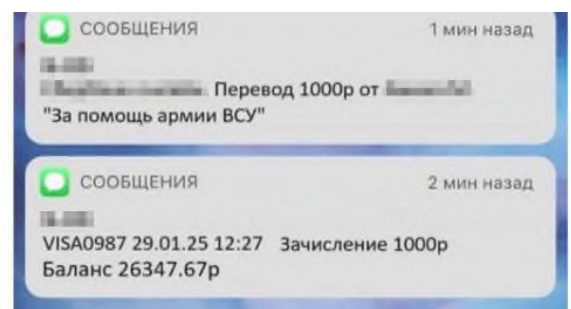 СООБЩЕНИЯ 1 мин назад
Перевод 1000р от
"За помощь армии ВСУ"
СООБЩЕНИЯ 2 мин назад
VISA0987 29.01.25 12:27 Зачисление 1000р
Баланс 26347.67р